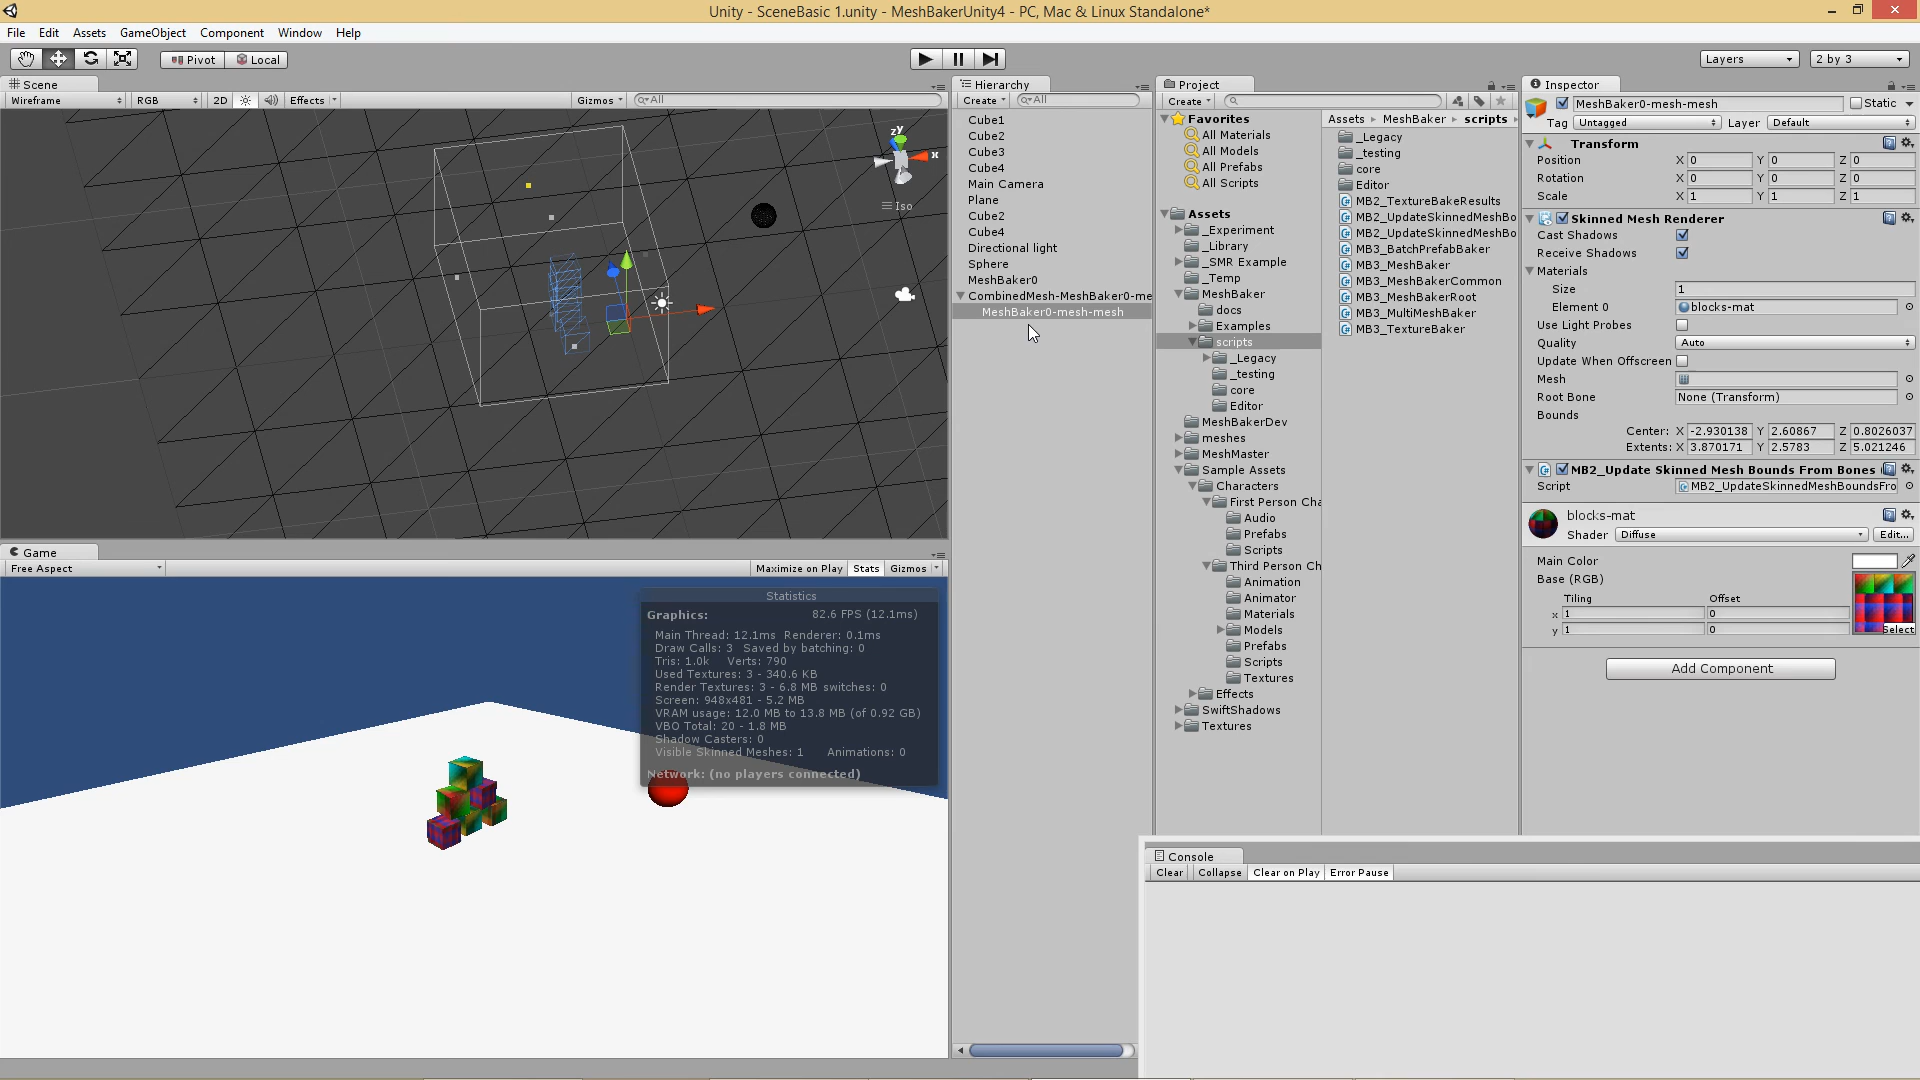 Unity - SceneBasic 1.unity - MeshBakerUnity4 - PC, Mac & Linux Standalone*
File Edit Assets GameObject Component Window Help
Pivot Local
Layers
2 by 3
Scene
Wireframe RGB 2D Effects Gizmos All
y
z
x
Iso
Game
Free Aspect Maximize on Play Stats Gizmos
Statistics
Graphics: 82.6 FPS (12.1ms)
Main Thread: 12.1ms Renderer: 0.1ms
Draw Calls: 3 Saved by batching: 0
Tris: 1.0k Verts: 790
Used Textures: 3 - 340.6 KB
Render Textures: 3 - 6.8 MB switches: 0
Screen: 948x481 - 5.2 MB
VRAM usage: 12.0 MB to 13.8 MB (of 0.92 GB)
VBO Total: 20 - 1.8 MB
Shadow Casters: 0
Visible Skinned Meshes: 1 Animations: 0
Network: (no players connected)
Hierarchy
Create All
Cube1
Cube2
Cube3
Cube4
Main Camera
Plane
Cube2
Cube4
Directional light
Sphere
MeshBaker0
CombinedMesh-MeshBaker0-me
MeshBaker0-mesh-mesh
Project
Create
Favorites
All Materials
All Models
All Prefabs
All Scripts
Assets
_Experiment
_Library
_SMR Example
_Temp
MeshBaker
docs
Examples
scripts
_Legacy
_testing
core
Editor
MeshBakerDev
meshes
MeshMaster
Sample Assets
Characters
First Person Cha
Audio
Prefabs
Scripts
Third Person Ch
Animation
Animator
Materials
Models
Prefabs
Scripts
Textures
Effects
SwiftShadows
Textures
Assets MeshBaker scripts
_Legacy
_testing
core
Editor
MB2_TextureBakeResults
MB2_UpdateSkinnedMeshBo
MB2_UpdateSkinnedMeshBo
MB3_BatchPrefabBaker
MB3_MeshBaker
MB3_MeshBakerCommon
MB3_MeshBakerRoot
MB3_MultiMeshBaker
MB3_TextureBaker
Inspector
MeshBaker0-mesh-mesh Static
Tag Untagged Layer Default
Transform
Position X 0 Y 0 Z 0
Rotation X 0 Y 0 Z 0
Scale X 1 Y 1 Z 1
Skinned Mesh Renderer
Cast Shadows
Receive Shadows
Materials
Size 1
Element 0 blocks-mat
Use Light Probes
Quality Auto
Update When Offscreen
Mesh
Root Bone None (Transform)
Bounds
Center: X -2.930138 Y 2.60867 Z 0.8026037
Extents: X 3.870171 Y 2.5783 Z 5.021246
MB2_Update Skinned Mesh Bounds From Bones
Script MB2_UpdateSkinnedMeshBoundsFro
blocks-mat
Shader Diffuse Edit...
Main Color
Base (RGB)
Tiling Offset
x 1 0
y 1 0
Select
Add Component
Console
Clear Collapse Clear on Play Error Pause